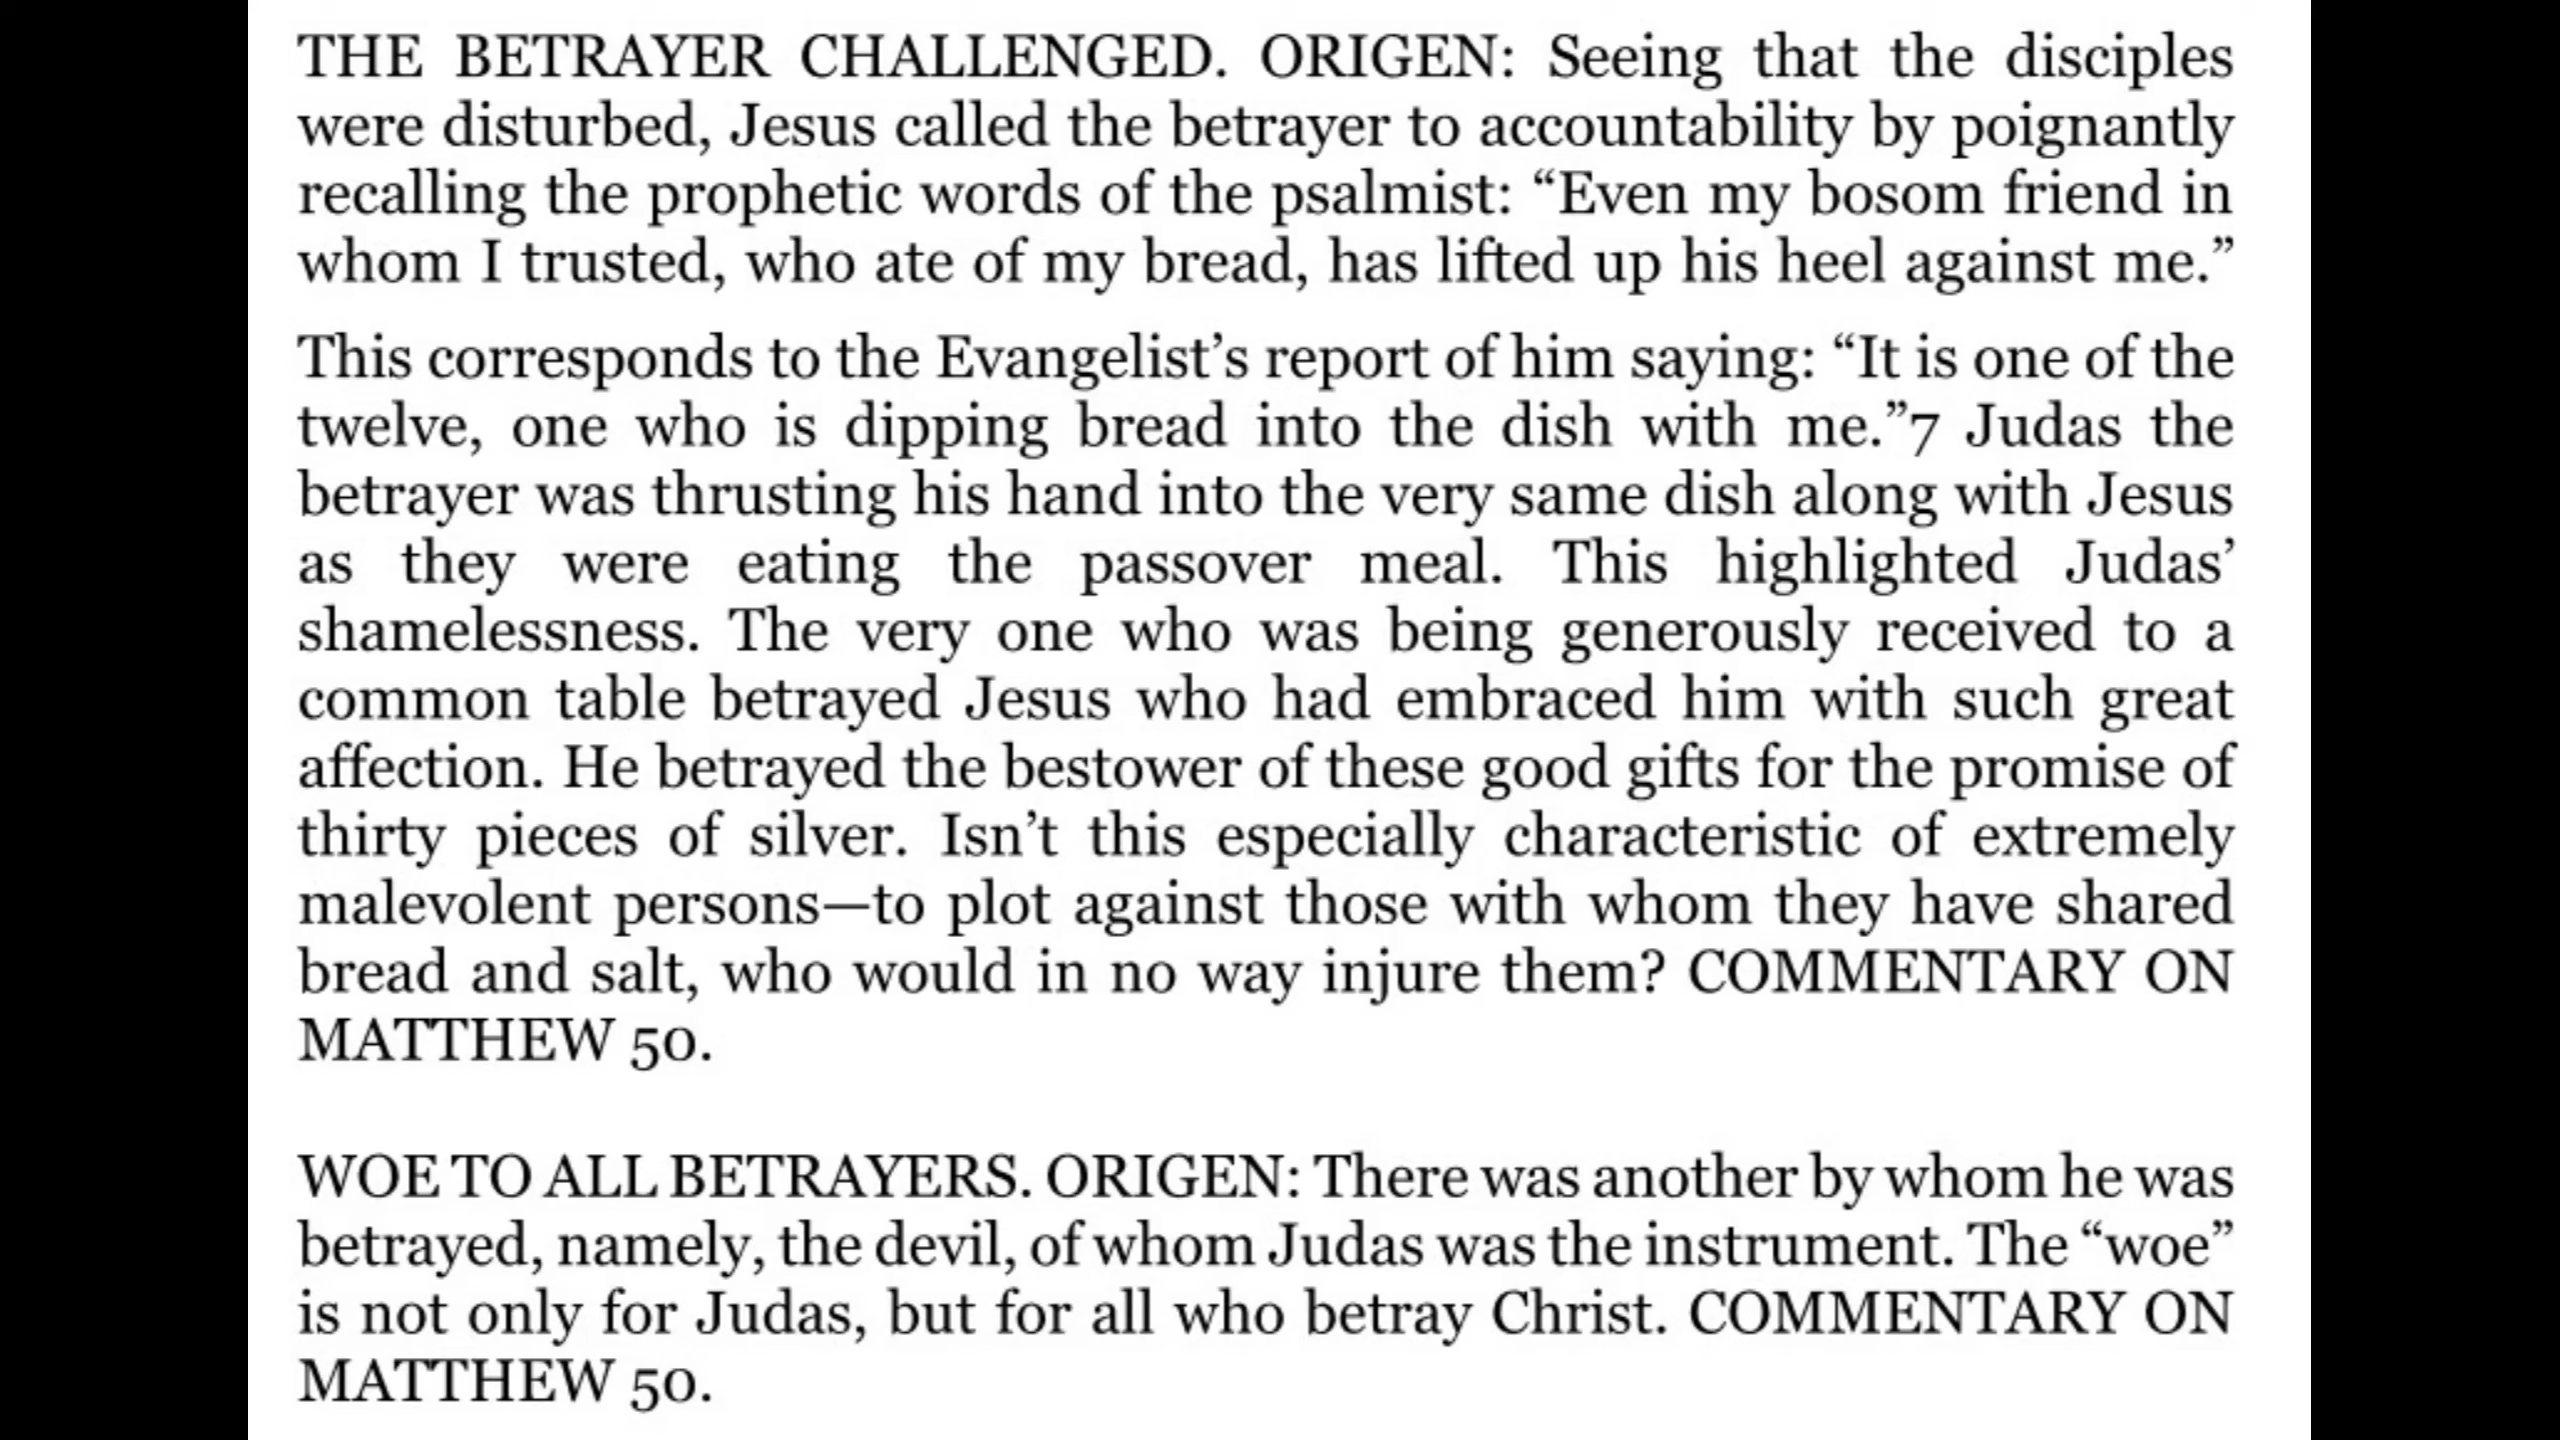 THE BETRAYER CHALLENGED. ORIGEN: Seeing that the disciples
were disturbed, Jesus called the betrayer to accountability by poignantly
recalling the prophetic words of the psalmist: “Even my bosom friend in
whom I trusted, who ate of my bread, has lifted up his heel against me.”
This corresponds to the Evangelist’s report of him saying: “It is one of the
twelve, one who is dipping bread into the dish with me.”7 Judas the
betrayer was thrusting his hand into the very same dish along with Jesus
as they were eating the passover meal. This highlighted Judas’
shamelessness. The very one who was being generously received to a
common table betrayed Jesus who had embraced him with such great
affection. He betrayed the bestower of these good gifts for the promise of
thirty pieces of silver. Isn’t this especially characteristic of extremely
malevolent persons—to plot against those with whom they have shared
bread and salt, who would in no way injure them? COMMENTARY ON
MATTHEW 50.
WOE TO ALL BETRAYERS. ORIGEN: There was another by whom he was
betrayed, namely, the devil, of whom Judas was the instrument. The “woe”
is not only for Judas, but for all who betray Christ. COMMENTARY ON
MATTHEW 50.